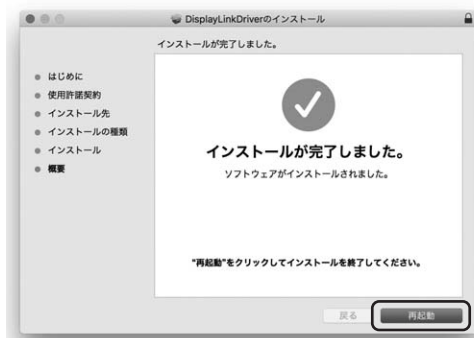 DisplayLinkDriverのインストール
インストールが完了しました。
はじめに
使用許諾契約
インストール先
インストールの種類
インストール
概要
インストールが完了しました。
ソフトウェアがインストールされました。
"再起動"をクリックしてインストールを終了してください。
戻る
再起動